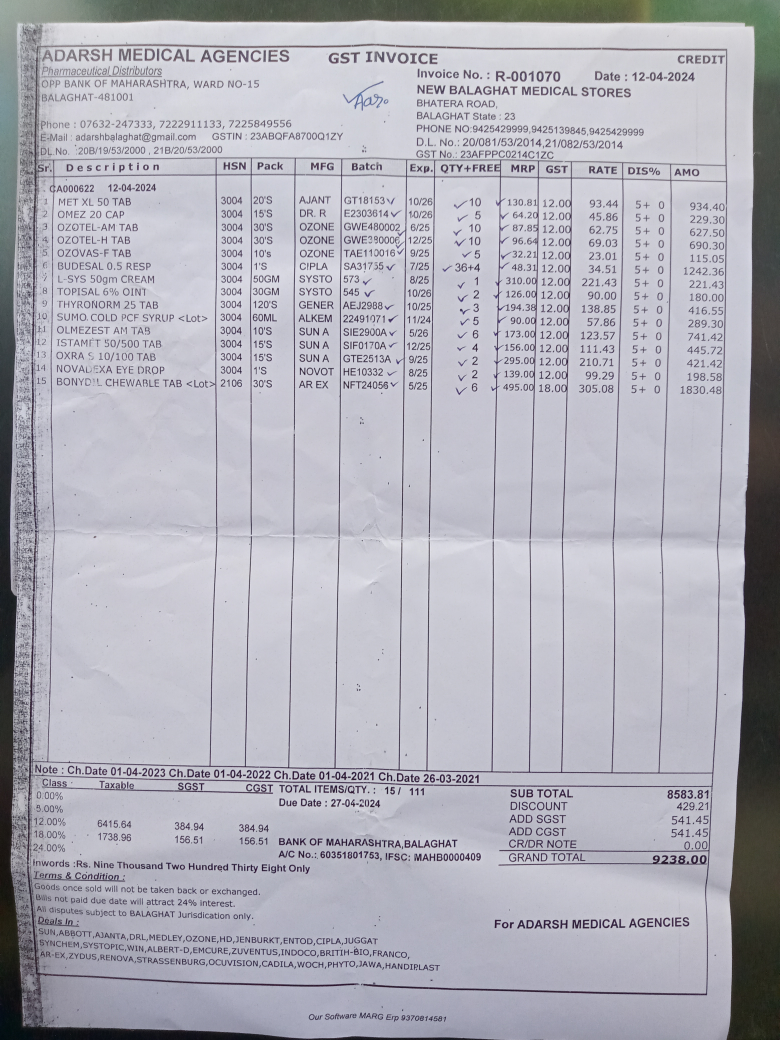 ADARSH MEDICAL AGENCIES GST INVOICE CREDIT
Pharmaceutical Distributors
OPP BANK OF MAHARASHTRA, WARD NO-15
BALAGHAT-481001
Phone : 07632-247333, 7222911133, 7225849556
E-Mail : adarshbalaghat@gmail.com GSTIN : 23ABQFA8700Q1ZY
DL.No. : 20B/19/53/2000 , 21B/20/53/2000
Invoice No. : R-001070 Date : 12-04-2024
NEW BALAGHAT MEDICAL STORES
BHATERA ROAD,
BALAGHAT State : 23
PHONE NO:9425429999,9425139845,9425429999
D.L. No.: 20/081/53/2014,21/082/53/2014
GST No.: 23AFPPC0214C1ZC
Sr. Description HSN Pack MFG Batch Exp. QTY+FREE MRP GST RATE DIS% AMO
CA000622 12-04-2024
1 MET XL 50 TAB 3004 20'S AJANT GT18153 10/26 10 130.81 12.00 93.44 5+ 0 934.40
2 OMEZ 20 CAP 3004 15'S DR. R E2303614 10/26 5 64.20 12.00 45.86 5+ 0 229.30
3 OZOTEL-AM TAB 3004 30'S OZONE GWE480002 6/25 10 87.85 12.00 62.75 5+ 0 627.50
4 OZOTEL-H TAB 3004 30'S OZONE 12/25 10 96.64 12.00 69.03 5+ 0 690.30
5 OZOVAS-F TAB 3004 10's OZONE TAE110016 9/25 5 32.21 12.00 23.01 5+ 0 115.05
6 BUDESAL 0.5 RESP 3004 1'S CIPLA SA31735 7/25 36+4 48.31 12.00 34.51 5+ 0 1242.36
7 L-SYS 50gm CREAM 3004 50GM SYSTO 573 8/25 1 310.00 12.00 221.43 5+ 0 221.43
8 TOPISAL 6% OINT 3004 30GM SYSTO 545 10/26 2 126.00 12.00 90.00 5+ 0 180.00
9 THYRONORM 25 TAB 3004 120'S GENER AEJ2988 10/25 3 194.38 12.00 138.85 5+ 0 416.55
10 SUMO COLD PCF SYRUP <Lot> 3004 60ML ALKEM 22491071 11/24 5 90.00 12.00 57.86 5+ 0 289.30
11 OLMEZEST AM TAB 3004 10'S SUN A SIE2900A 5/26 6 173.00 12.00 123.57 5+ 0 741.42
12 ISTAMET 50/500 TAB 3004 15'S SUN A SIF0170A 12/25 4 156.00 12.00 111.43 5+ 0 445.72
13 OXRA S 10/100 TAB 3004 15'S SUN A GTE2513A 9/25 2 295.00 12.00 210.71 5+ 0 421.42
14 NOVADEXA EYE DROP 3004 1'S NOVOT HE10332 8/25 2 139.00 12.00 99.29 5+ 0 198.58
15 BONYDIL CHEWABLE TAB <Lot> 2106 30'S AR EX NFT24056 5/25 6 495.00 18.00 305.08 5+ 0 1830.48
Note : Ch.Date 01-04-2023 Ch.Date 01-04-2022 Ch.Date 01-04-2021 Ch.Date 26-03-2021
Class Taxable SGST CGST TOTAL ITEMS/QTY. : 15 / 111
0.00% Due Date : 27-04-2024
5.00%
12.00% 6415.64 384.94 384.94
18.00% 1738.96 156.51 156.51 BANK OF MAHARASHTRA,BALAGHAT
24.00% A/C No.: 60351801753, IFSC: MAHB0000409
SUB TOTAL 8583.81
DISCOUNT 429.21
ADD SGST 541.45
ADD CGST 541.45
CR/DR NOTE 0.00
GRAND TOTAL 9238.00
Inwords :Rs. Nine Thousand Two Hundred Thirty Eight Only
Terms & Condition :
Goods once sold will not be taken back or exchanged.
Bills not paid due date will attract 24% interest.
All disputes subject to BALAGHAT Jurisdication only.
Deals In :
SUN,ABBOTT,AJANTA,DRL,MEDLEY,OZONE,HD,JENBURKT,ENTOD,CIPLA,JUGGAT
SYNCHEM,SYSTOPIC,WIN,ALBERT-D,EMCURE,ZUVENTUS,INDOCO,BRITIH-BIO,FRANCO,
AR-EX,ZYDUS,RENOVA,STRASSENBURG,OCUVISION,CADILA,WOCH,PHYTO,JAWA,HANDIPLAST
For ADARSH MEDICAL AGENCIES
Our Software MARG Erp 9370814581